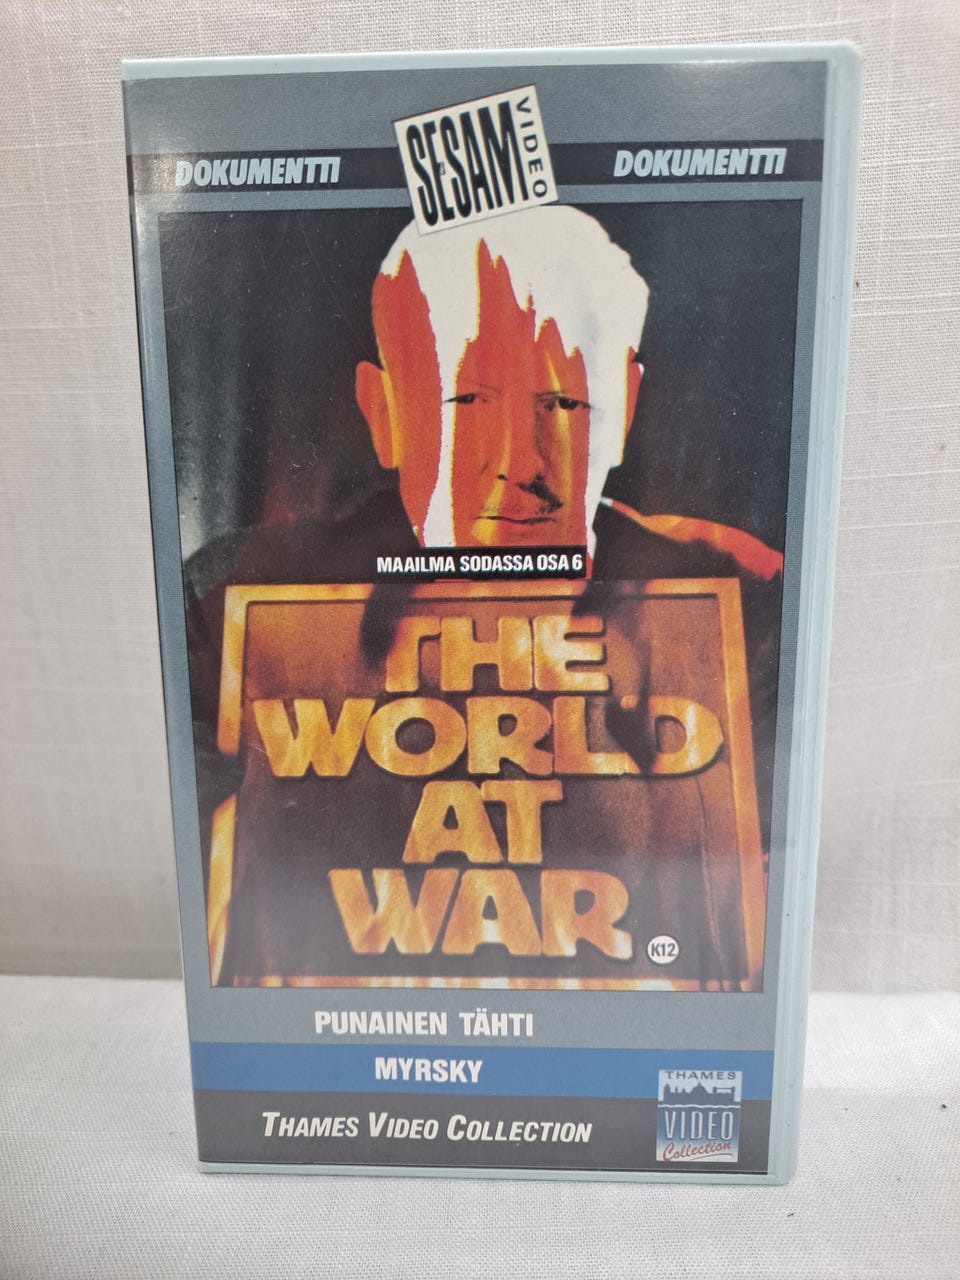 SESAM VIDEO
DOKUMENTTI
DOKUMENTTI
MAAILMA SODASSA OSA 6
THE
WORLD
AT
WAR
K12
PUNAINEN TÄHTI
MYRSKY
THAMES VIDEO COLLECTION
THAMES
VIDEO
Collection